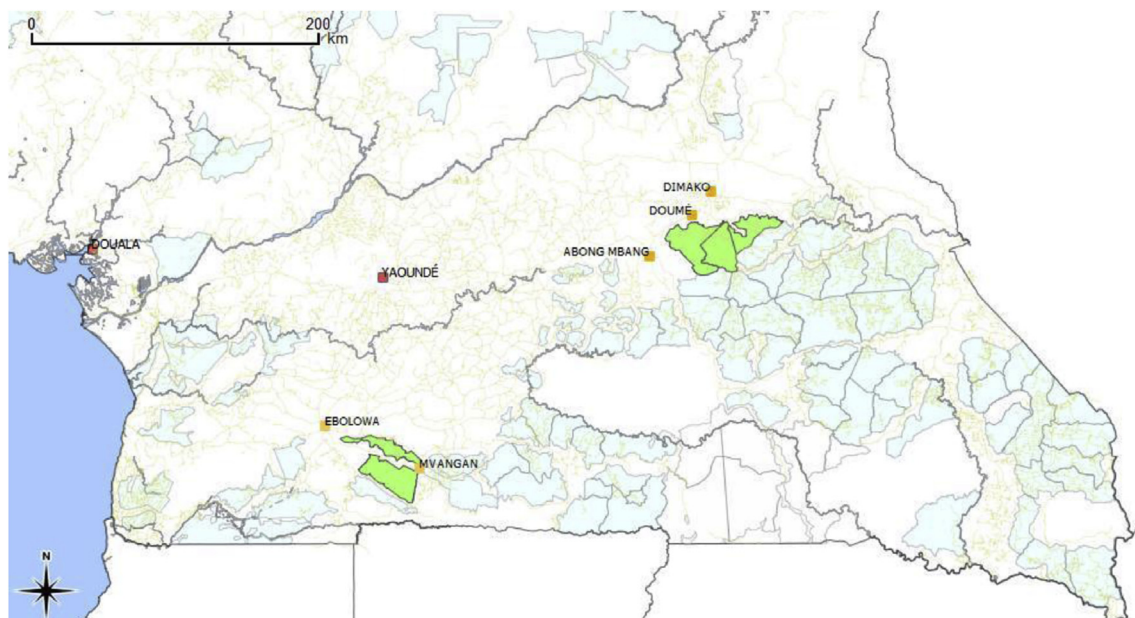 0 200
km
DIMAKO
DOUMÉ
DOUALA
ABONG MBANG
YAOUNDÉ
EBOLOWA
MVANGAN
N